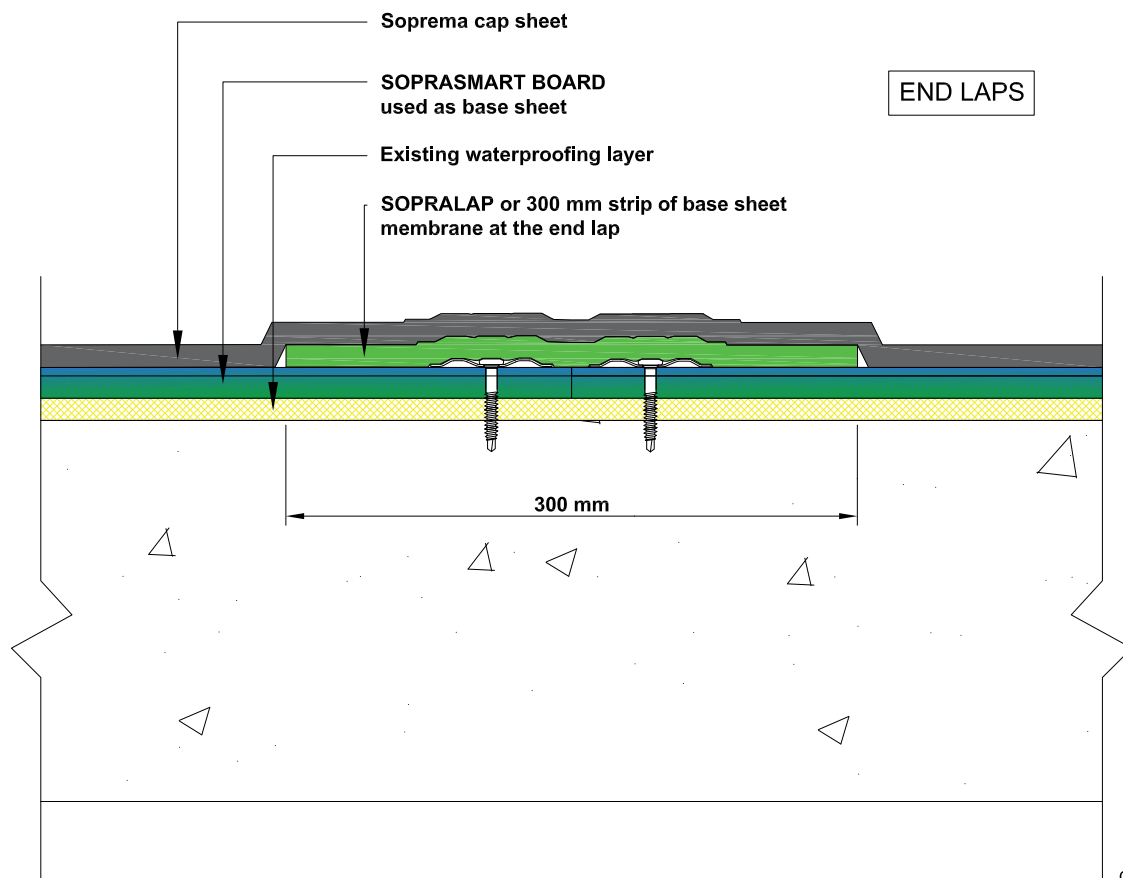 Soprema cap sheet
SOPRASMART BOARD
used as base sheet
END LAPS
Existing waterproofing layer
SOPRALAP or 300 mm strip of base sheet
membrane at the end lap
300 mm